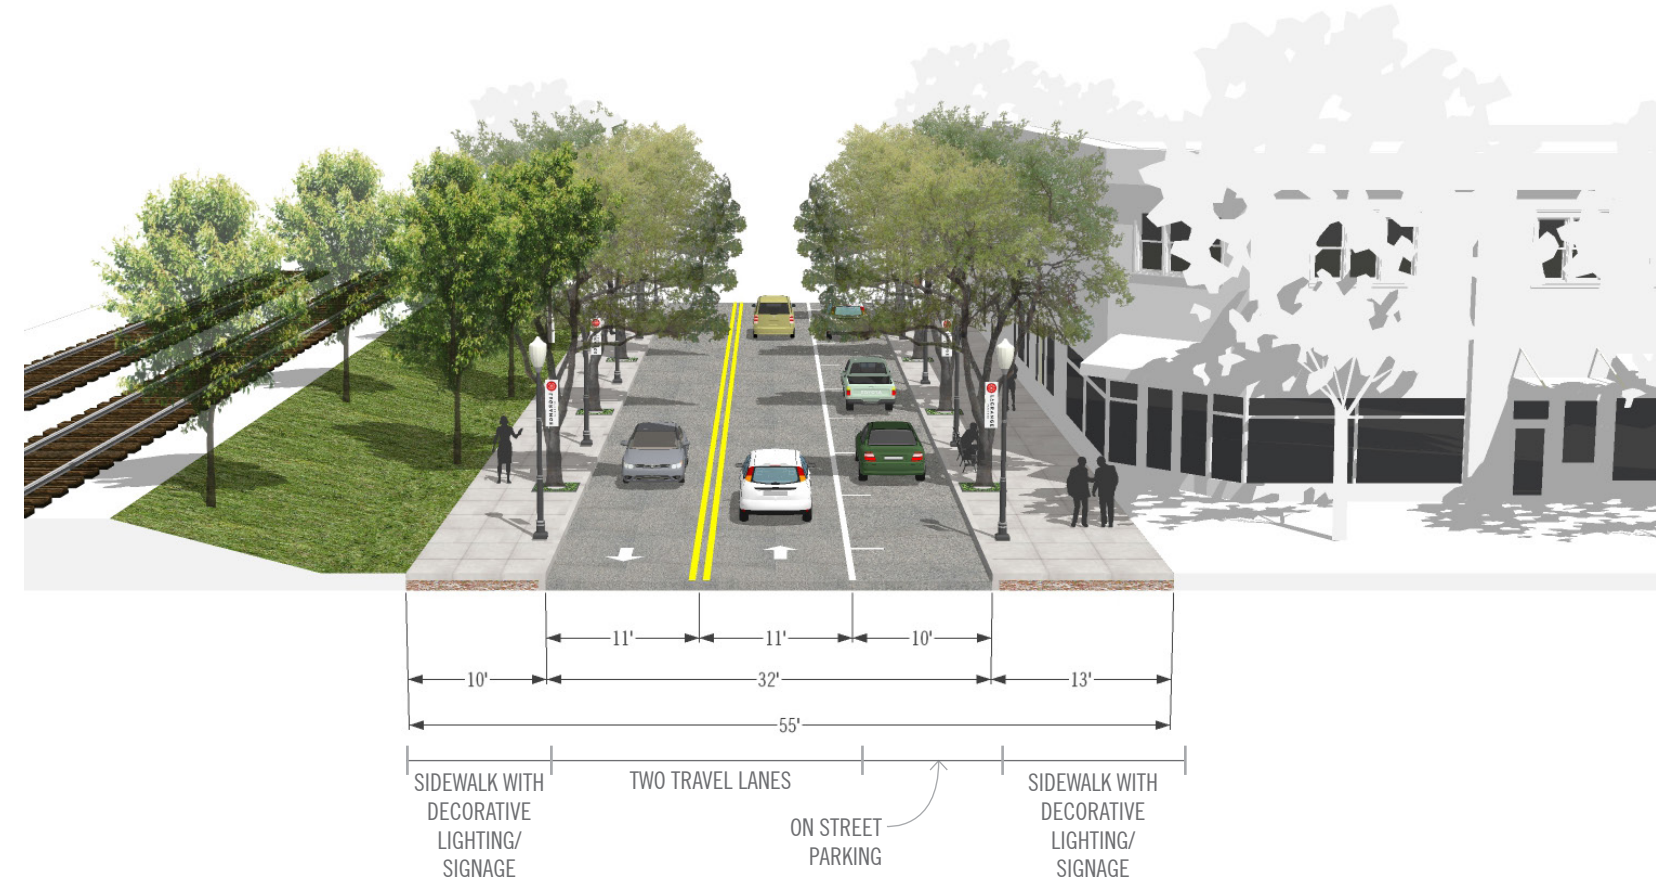 LAGRANGE
11'
11'
10'
10'
32'
13'
55'
SIDEWALK WITH
DECORATIVE
LIGHTING/
SIGNAGE
TWO TRAVEL LANES
ON STREET
PARKING
SIDEWALK WITH
DECORATIVE
LIGHTING/
SIGNAGE